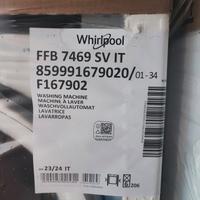 Whirlpool
FFB 7469 SV IT
859991679020/01-34
F167902
WASHING MACHINE
MACHINE À LAVER
WASCHVOLLAUTOMAT
LAVATRICE
LAVARROPAS
23/24 IT
J206